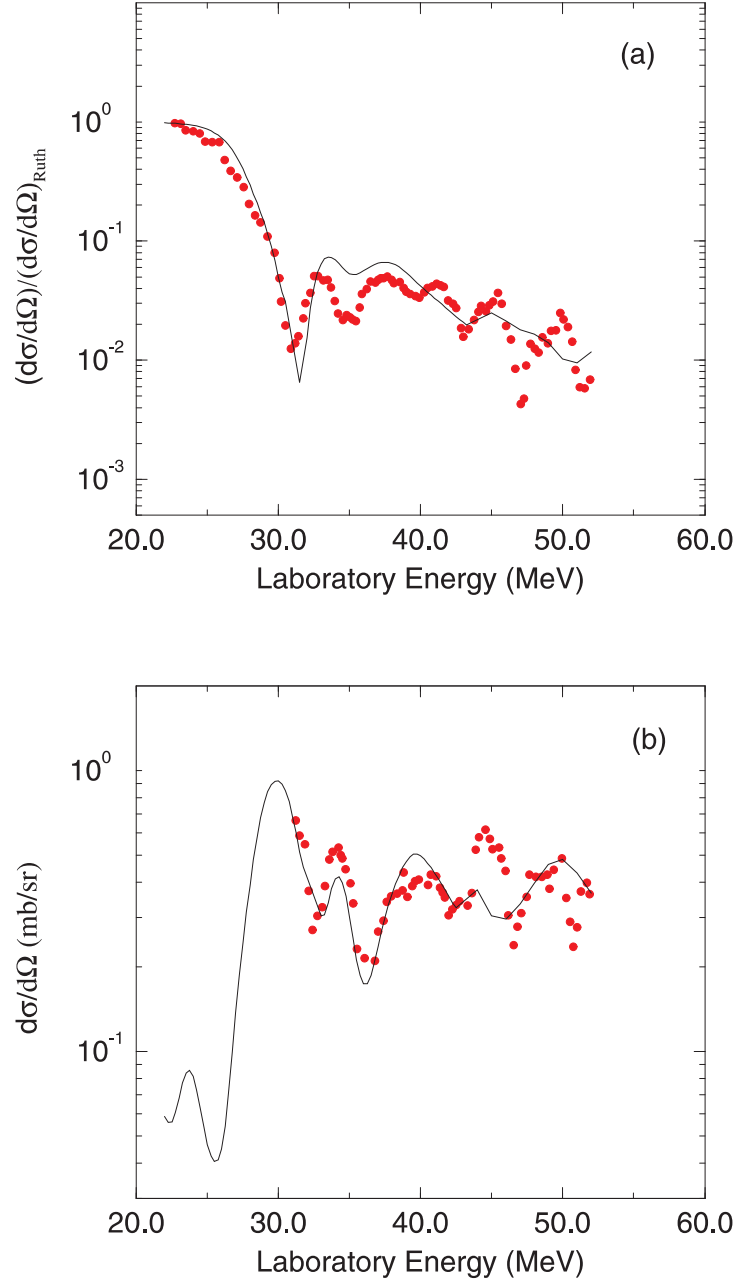 (a)
(dσ/dΩ)/(dσ/dΩ)Ruth
10^0
10^-1
10^-2
10^-3
20.0 30.0 40.0 50.0 60.0
Laboratory Energy (MeV)
(b)
dσ/dΩ (mb/sr)
10^0
10^-1
20.0 30.0 40.0 50.0 60.0
Laboratory Energy (MeV)